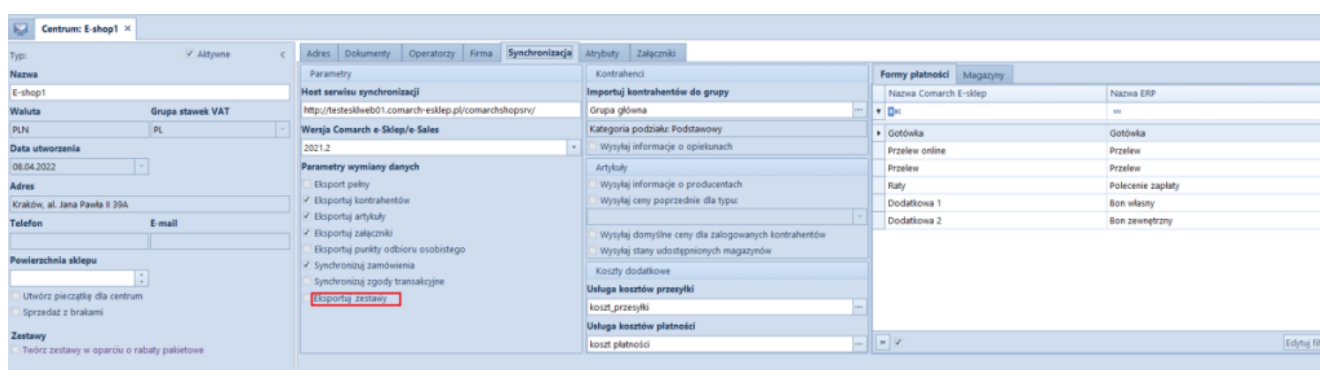 Centrum: E-shop1 ×
Typ:
Aktywne
Nazwa
E-shop1
Waluta Grupa stawek VAT
PLN PL
Data utworzenia
08.04.2022
Adres
Kraków, al. Jana Pawła II 39A
Telefon E-mail
Powierzchnia sklepu
Utwórz pieczątkę dla centrum
Sprzedaż z brakami
Zestawy
Twórz zestawy w oparciu o rabaty pakietowe
Adres Dokumenty Operatorzy Firma Synchronizacja Atrybuty Załączniki
Parametry
Host serwisu synchronizacji
http://testesklweb01.comarch-esklep.pl/comarchshopsrv/
Wersja Comarch e-Sklep/e-Sales
2021.2
Parametry wymiany danych
Eksport pełny
Eksportuj kontrahentów
Eksportuj artykuły
Eksportuj załączniki
Eksportuj punkty odbioru osobistego
Synchronizuj zamówienia
Synchronizuj zgody transakcyjne
Eksportuj zestawy
Kontrahenci
Importuj kontrahentów do grupy
Grupa główna
Kategoria podziału: Podstawowy
Wysyłaj informacje o opiekunach
Artykuły
Wysyłaj informacje o producentach
Wysyłaj ceny poprzednie dla typu:
Wysyłaj domyślne ceny dla zalogowanych kontrahentów
Wysyłaj stany udostępnionych magazynów
Koszty dodatkowe
Usługa kosztów przesyłki
koszt_przesyłki
Usługa kosztów płatności
koszt płatności
Formy płatności Magazyny
Nazwa Comarch E-sklep Nazwa ERP
Gotówka Gotówka
Przelew online Przelew
Przelew Przelew
Raty Polecenie zapłaty
Dodatkowa 1 Bon własny
Dodatkowa 2 Bon zewnętrzny
Edytuj